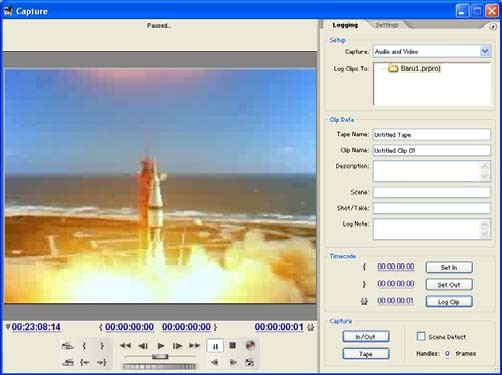 Capture
Paused..
Logging
Settings
Setup
Capture: Audio and Video
Log Clips To: Baru1.prproj
Clip Data
Tape Name: Untitled Tape
Clip Name: Untitled Clip 01
Description:
Scene:
Shot/Take:
Log Note:
Timecode
{ 00:00:00:00 Set In
} 00:00:00:00 Set Out
{} 00:00:00:01 Log Clip
Capture
In/Out
Scene Detect
Tape
Handles: 0 frames
00:23:08:14 { 00:00:00:00 00:00:00:00 } 00:00:00:01 {}